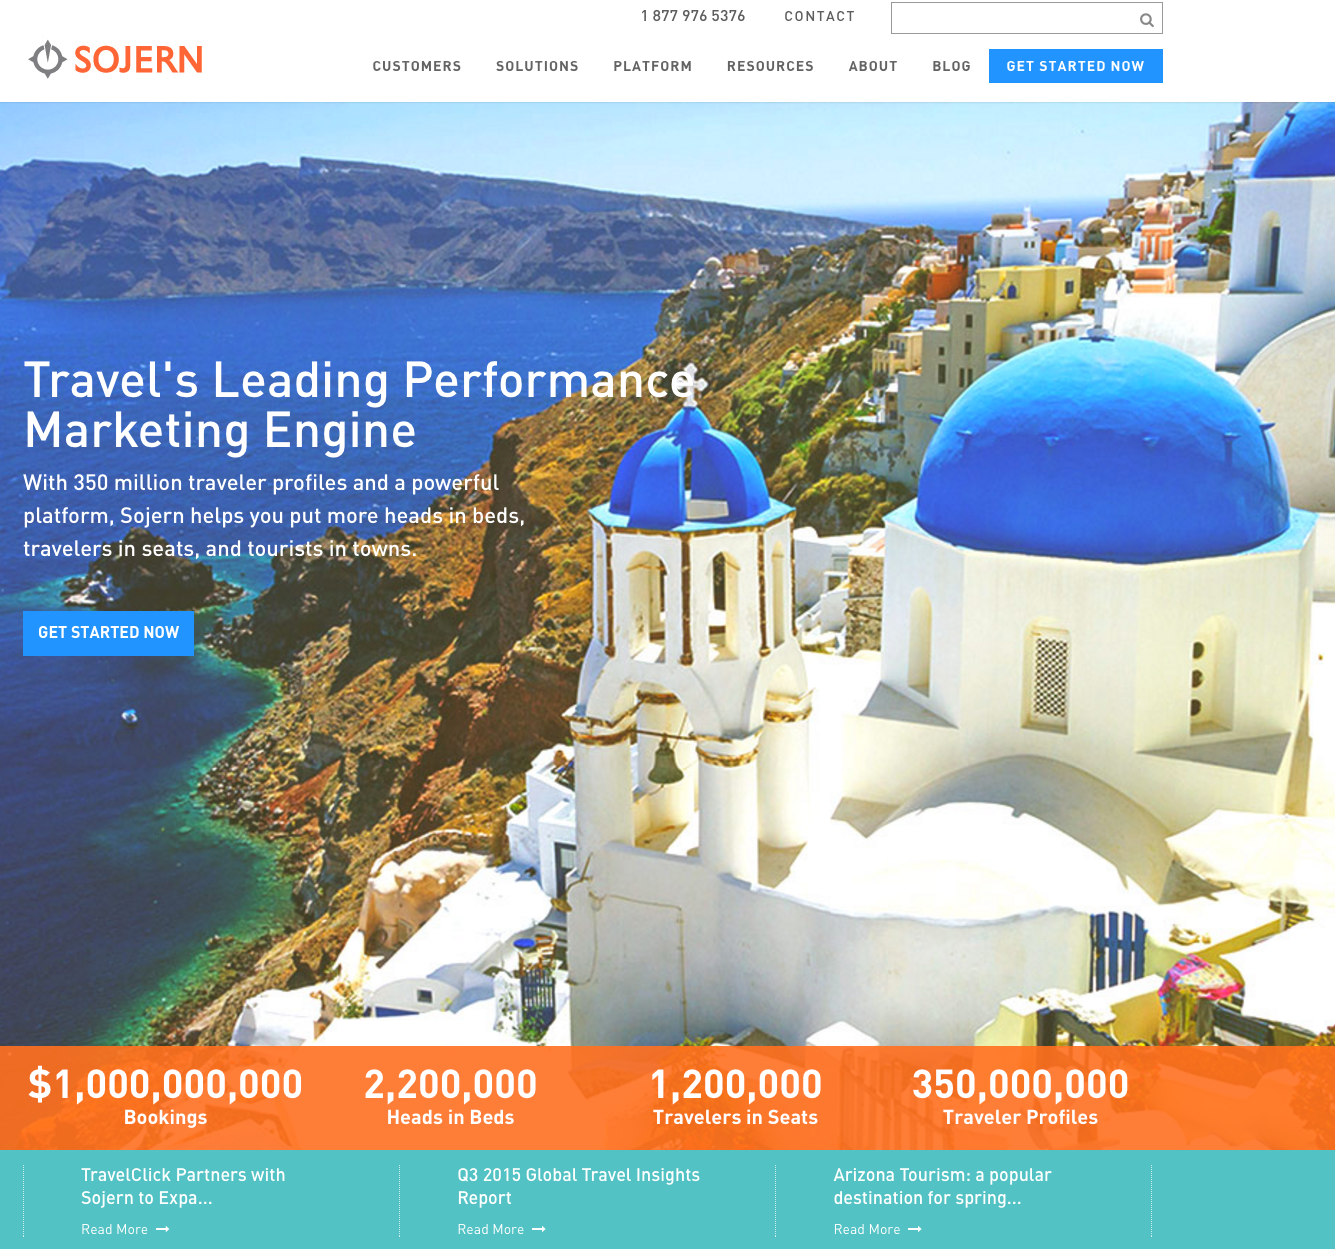 1 877 976 5376
CONTACT
SOJERN
CUSTOMERS SOLUTIONS PLATFORM RESOURCES ABOUT BLOG GET STARTED NOW
Travel's Leading Performance
Marketing Engine
With 350 million traveler profiles and a powerful
platform, Sojern helps you put more heads in beds,
travelers in seats, and tourists in towns.
GET STARTED NOW
$1,000,000,000
Bookings
2,200,000
Heads in Beds
1,200,000
Travelers in Seats
350,000,000
Traveler Profiles
TravelClick Partners with
Sojern to Expa...
Read More
Q3 2015 Global Travel Insights
Report
Read More
Arizona Tourism: a popular
destination for spring...
Read More